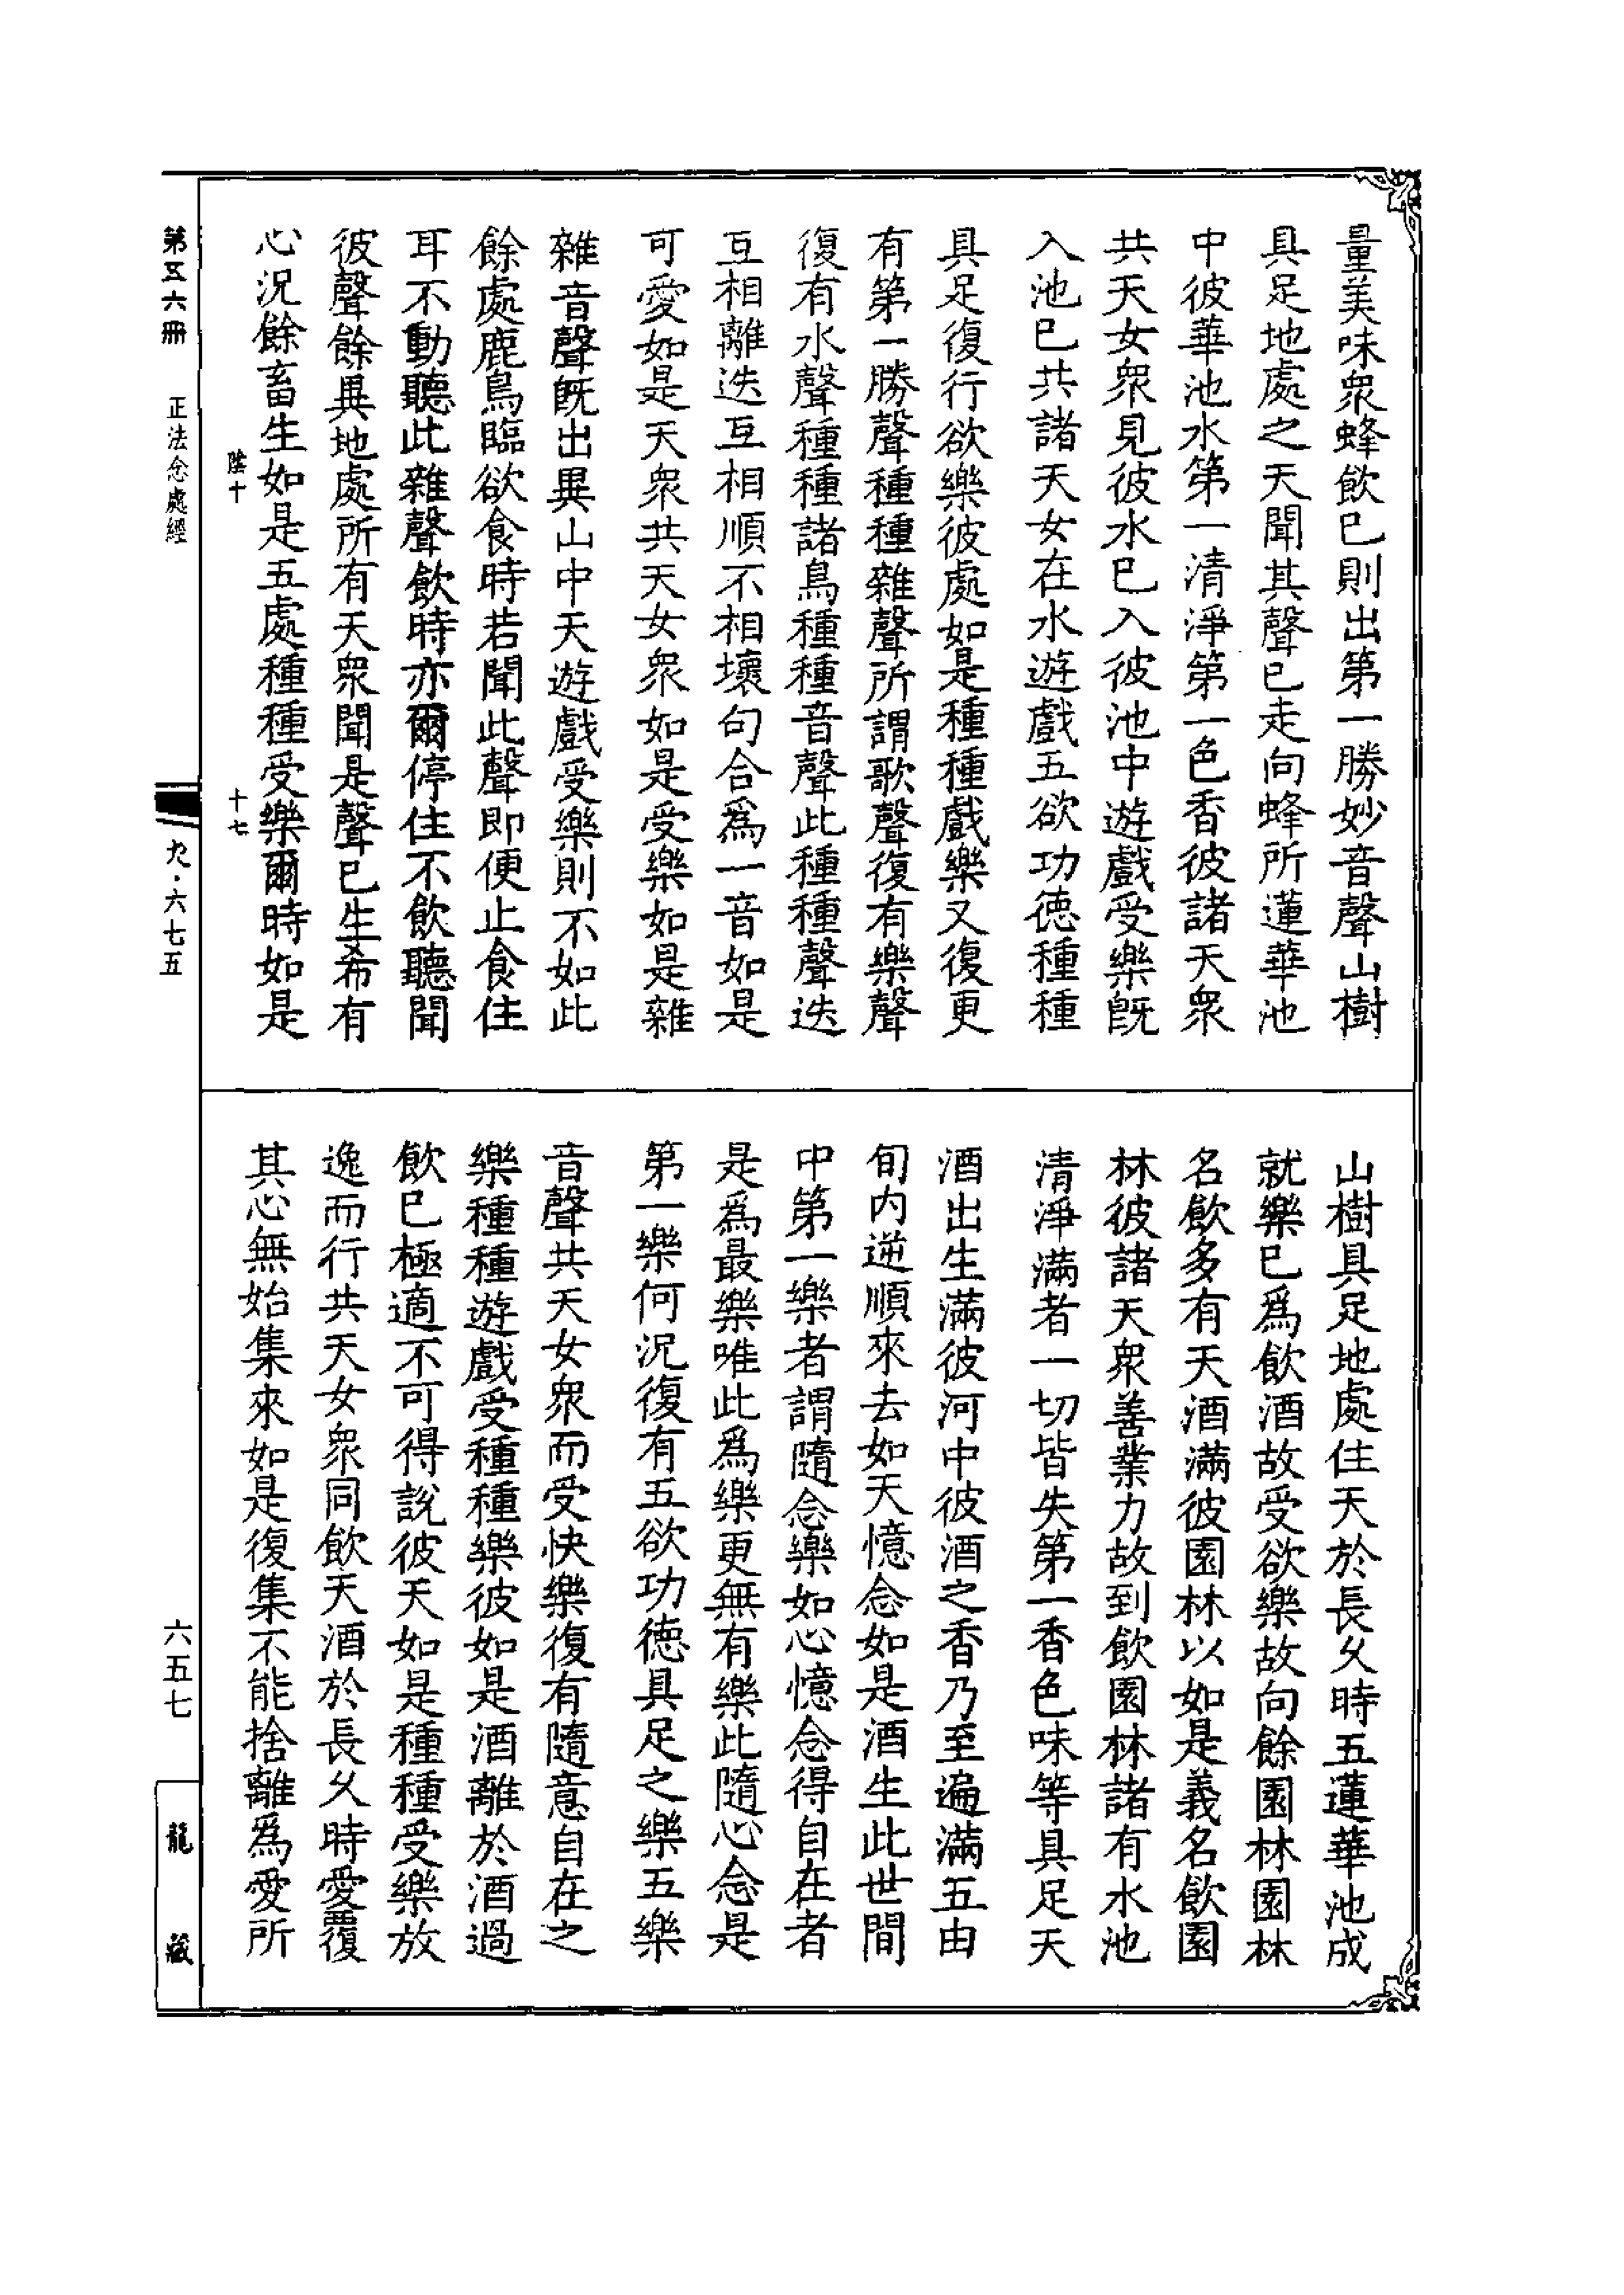 量美味衆蜂飲已則出第一勝妙音聲山樹
具足地處之天聞其聲已走向蜂所蓮華池
中彼華池水第一清淨第一色香彼諸天衆
共天女衆見彼水已入彼池中遊戲受樂旣
入池已共諸天女在水遊戲五欲功德種種
具足復行欲樂彼處如是種種戲樂又復更
有第一勝聲種種雜聲所謂歌聲復有樂聲
復有水聲種種諸鳥種種音聲此種種聲迭
互相離迭互相順不相壞句合爲一音如是
可愛如是天衆共天女衆如是受樂如是雜
雜音聲旣出異山中天遊戲受樂則不如此
餘處鹿鳥臨欲食時若聞此聲卽便止食住
耳不動聽此雜聲飲時亦爾停住不飲聽聞
彼聲餘異地處所有天衆聞是聲已生希有
心況餘畜生如是五處種種受樂爾時如是
陰十　十七
山樹具足地處住天於長久時五蓮華池成
就樂已爲飲酒故受欲樂故向餘園林園林
名飲多有天酒滿彼園林以如是義名飲園
林彼諸天衆善業力故到飲園林諸有水池
清淨滿者一切皆失第一香色味等具足天
酒出生滿彼河中彼酒之香乃至遍滿五由
旬内逆順來去如天憶念如是酒生此世間
中第一樂者謂隨念樂如心憶念得自在者
是爲最樂唯此爲樂更無有樂此隨心念是
第一樂何況復有五欲功德具足之樂五樂
音聲共天女衆而受快樂復有隨意自在之
樂種種遊戲受種種樂彼如是酒離於酒過
飲已極適不可得説彼天如是種種受樂放
逸而行共天女衆同飲天酒於長久時愛覆
其心無始集來如是復集不能捨離爲愛所
第五六冊　正法念處經
九·六七五
六五七
龍藏